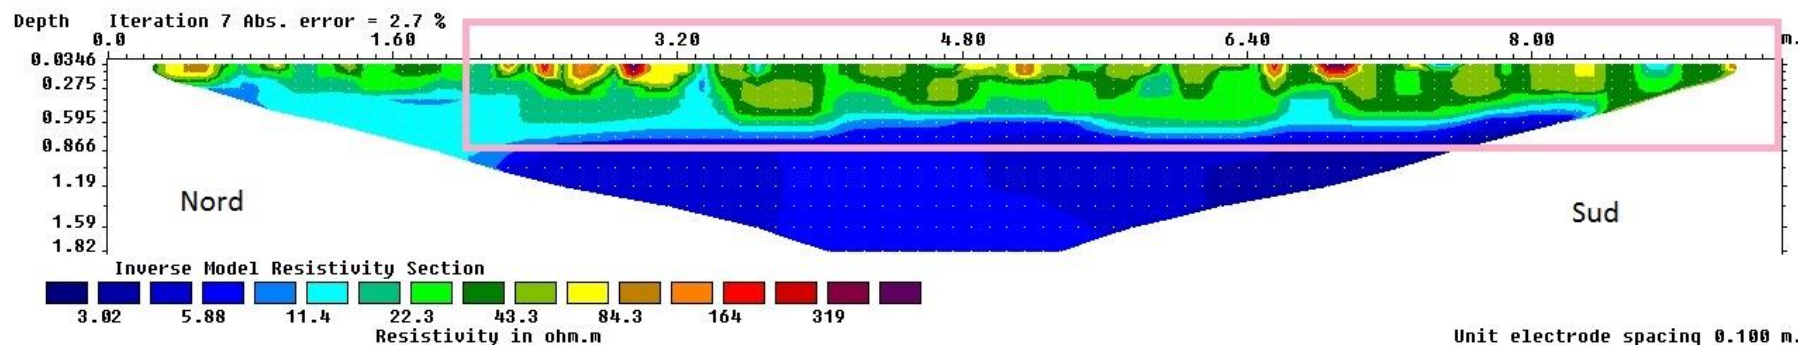 Depth Iteration 7 Abs. error = 2.7 %
0.0 1.60 3.20 4.80 6.40 8.00 m.
0.0346
0.275
0.595
0.866
1.19
1.59
1.82
Nord Sud
Inverse Model Resistivity Section
3.02 5.88 11.4 22.3 43.3 84.3 164 319
Resistivity in ohm.m Unit electrode spacing 0.100 m.